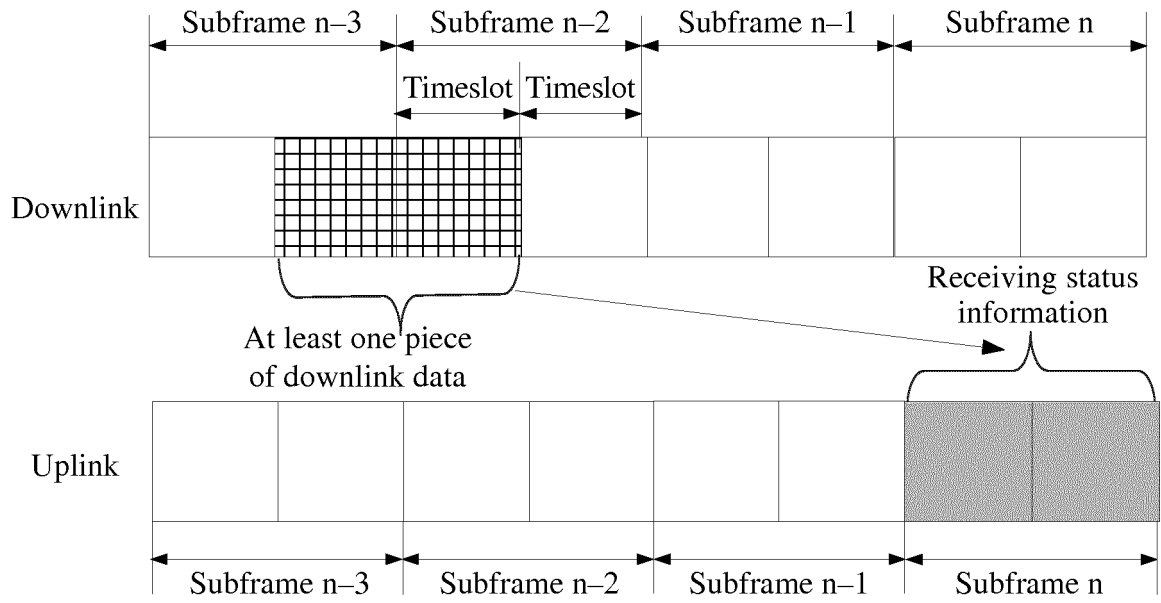 Subframe n–3 Subframe n–2 Subframe n–1 Subframe n
Timeslot Timeslot
Downlink
Receiving status
information
At least one piece
of downlink data
Uplink
Subframe n–3 Subframe n–2 Subframe n–1 Subframe n